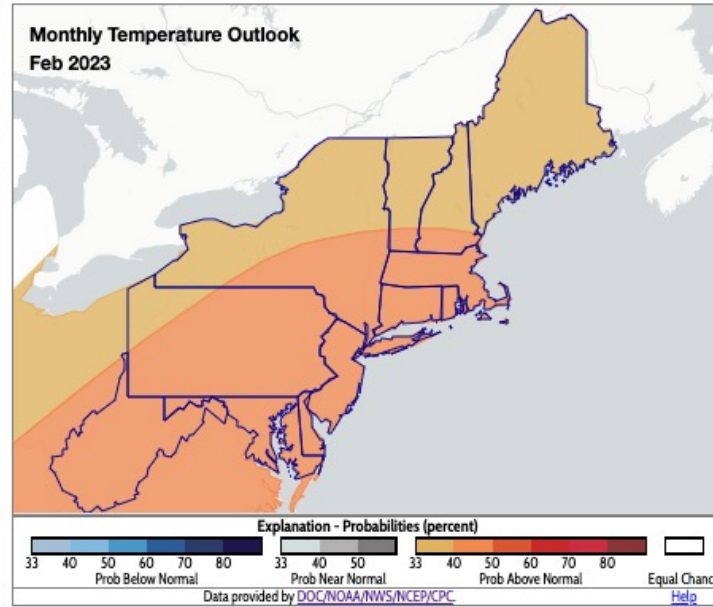 Monthly Temperature Outlook
Feb 2023
Explanation - Probabilities (percent)
33 40 50 60 70 80 33 40 50 33 40 50 60 70 80
Prob Below Normal Prob Near Normal Prob Above Normal Equal Chanc
Data provided by DOC/NOAA/NWS/NCEP/CPC. Help